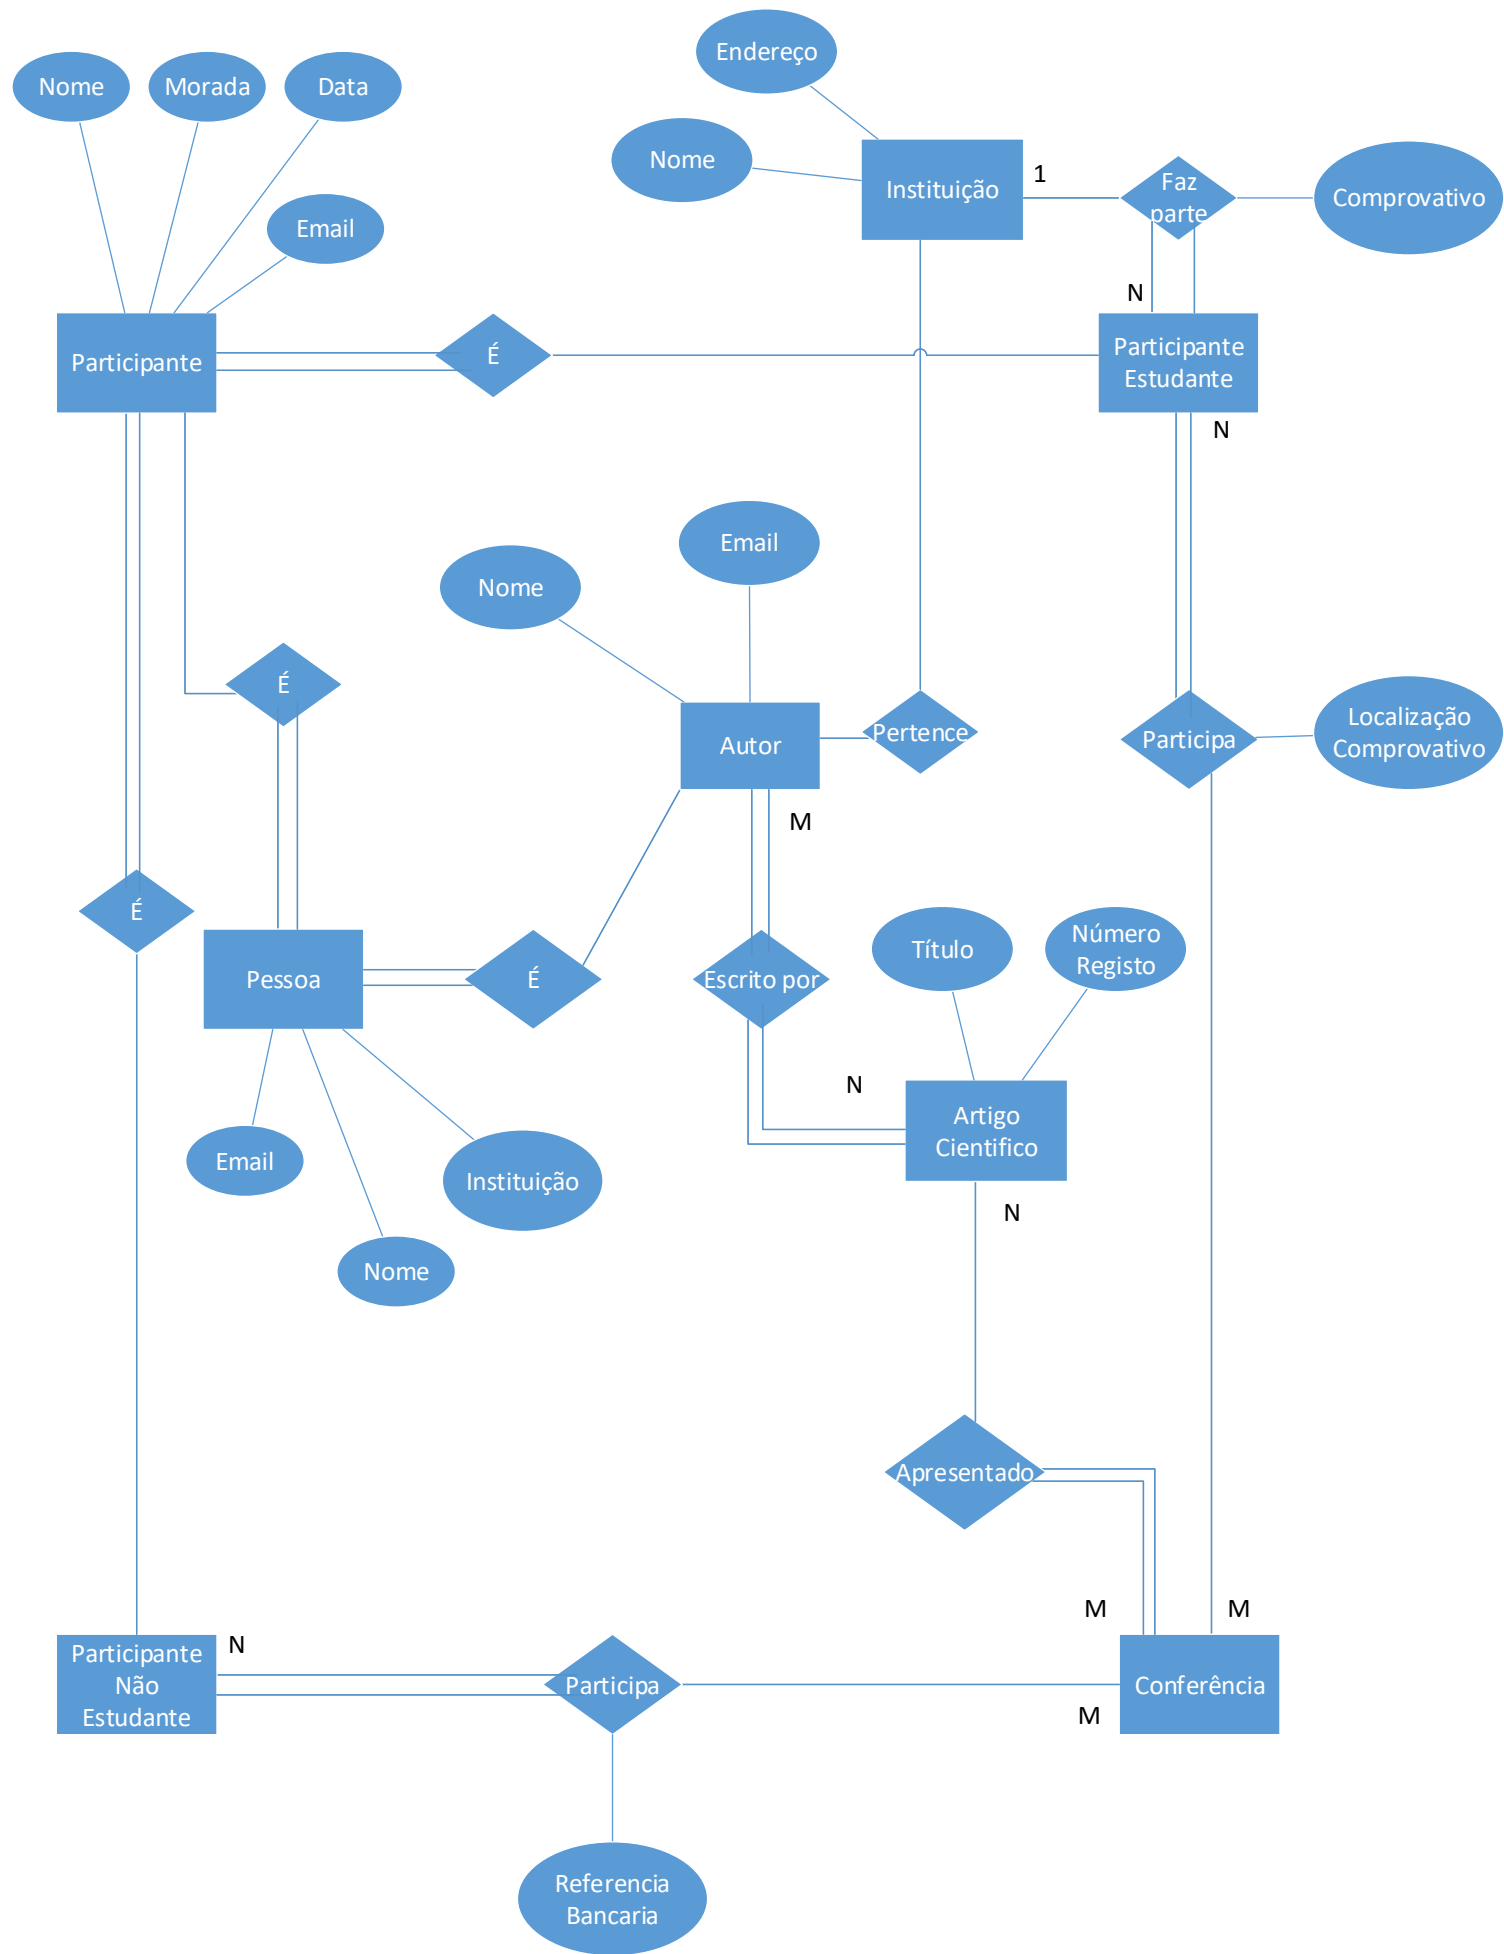 Endereço
Nome
Morada
Data
Nome
Instituição
1
Faz
parte
Comprovativo
Email
N
Participante
É
Participante
Estudante
N
Email
Nome
É
Autor
Pertence
Participa
Localização
Comprovativo
M
É
Pessoa
É
Escrito por
Título
Número
Registo
N
Artigo
Cientifico
Email
Instituição
N
Nome
Apresentado
M
M
Participante
Não
Estudante
N
Participa
Conferência
M
Referencia
Bancaria